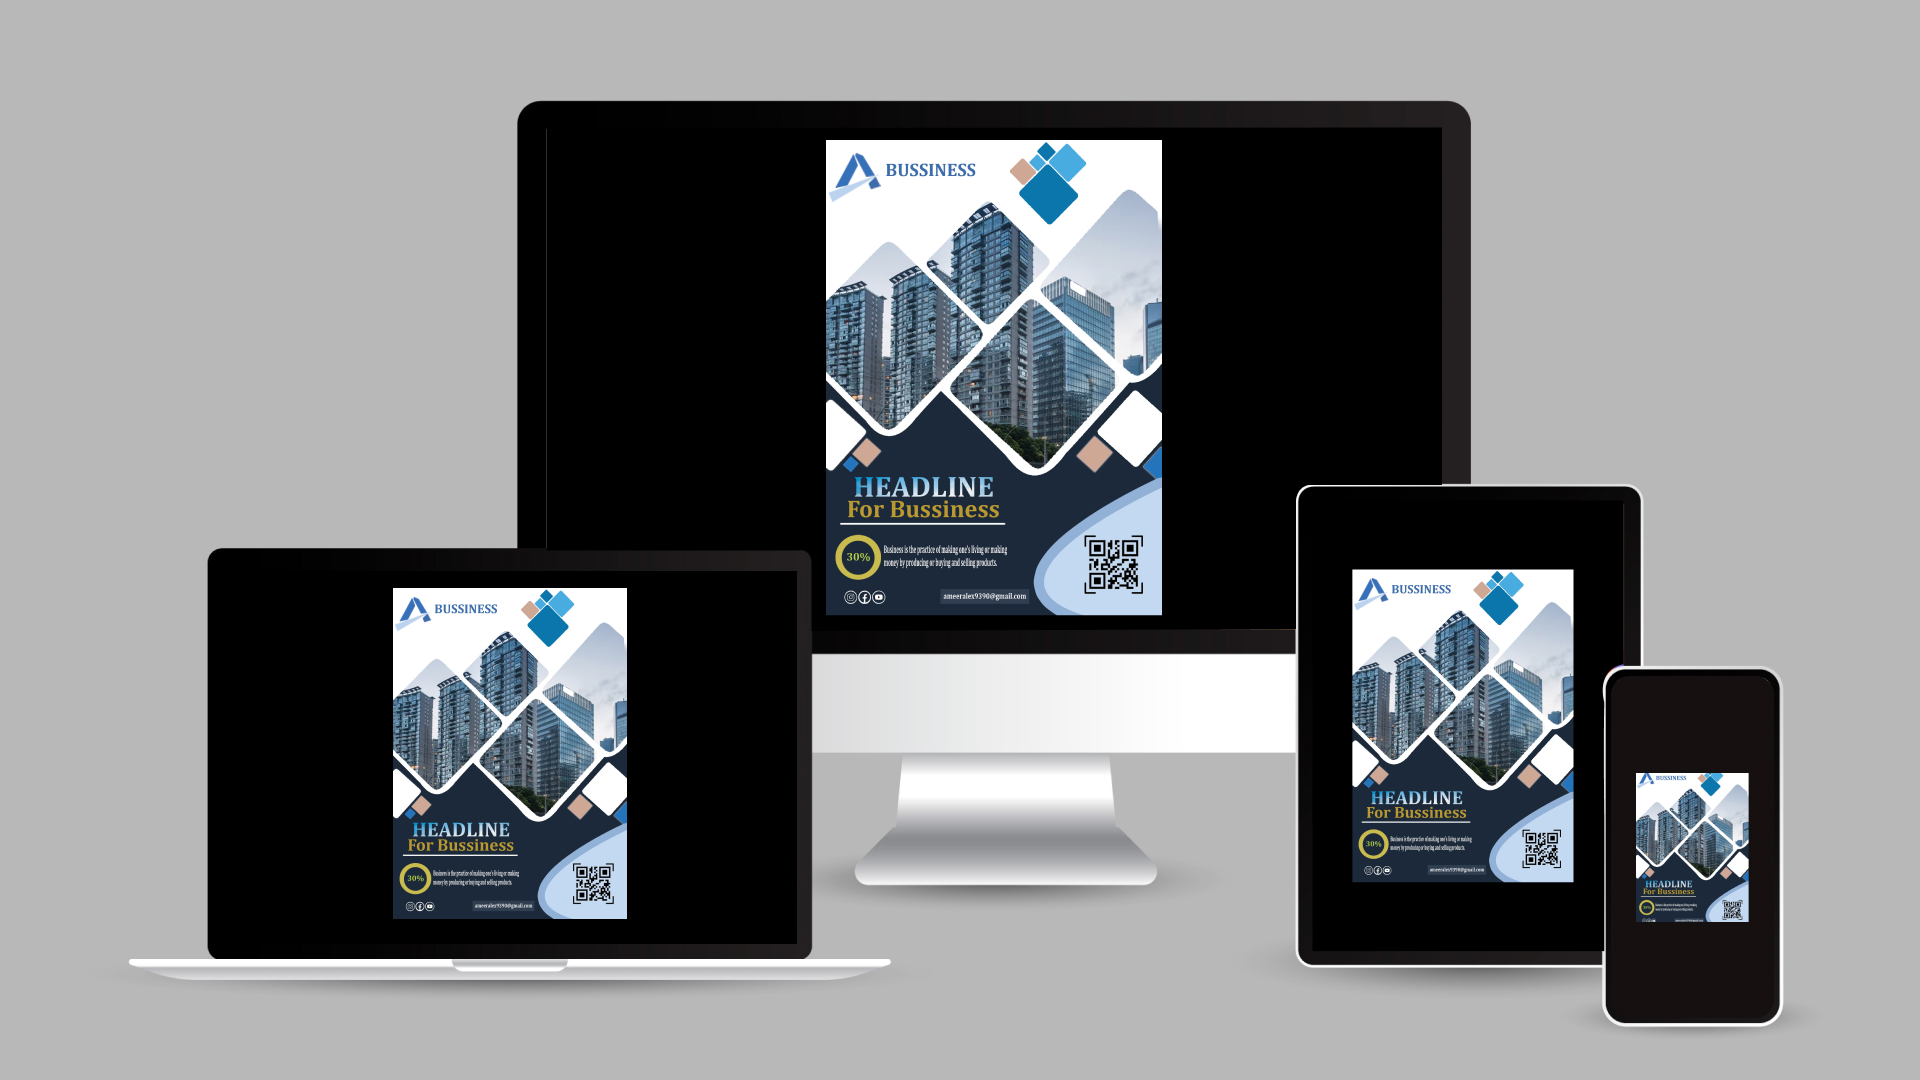 BUSSINESS
HEADLINE
For Bussiness
30%
Business is the practice of making one's living or making
money by producing or buying and selling products.
ameeralex9390@gmail.com
BUSSINESS
HEADLINE
For Bussiness
30%
Business is the practice of making one's living or making
money by producing or buying and selling products.
ameeralex9390@gmail.com
BUSSINESS
HEADLINE
For Bussiness
30%
Business is the practice of making one's living or making
money by producing or buying and selling products.
ameeralex9390@gmail.com
BUSSINESS
HEADLINE
For Bussiness
30%